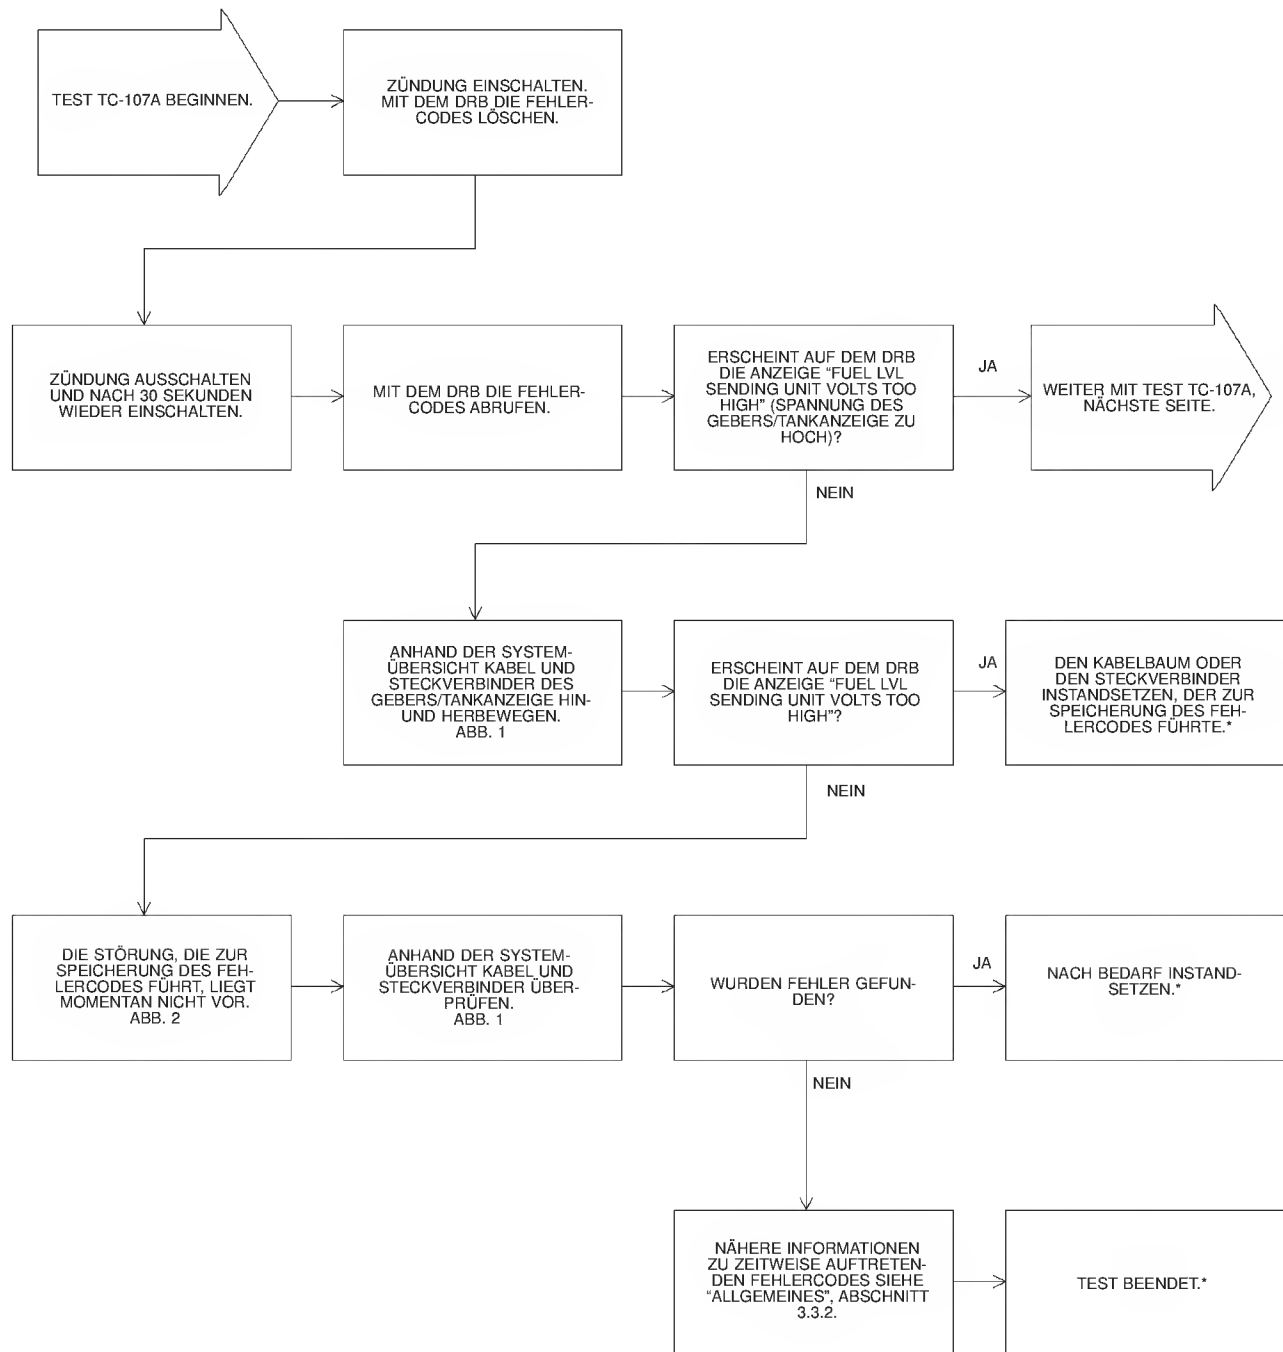 TEST TC-107A BEGINNEN.
ZÜNDUNG EINSCHALTEN.
MIT DEM DRB DIE FEHLER-
CODES LÖSCHEN.
ZÜNDUNG AUSSCHALTEN
UND NACH 30 SEKUNDEN
WIEDER EINSCHALTEN.
MIT DEM DRB DIE FEHLER-
CODES ABRUFEN.
ERSCHEINT AUF DEM DRB
DIE ANZEIGE “FUEL LVL
SENDING UNIT VOLTS TOO
HIGH” (SPANNUNG DES
GEBERS/TANKANZEIGE ZU
HOCH)?
JA
WEITER MIT TEST TC-107A,
NÄCHSTE SEITE.
NEIN
ANHAND DER SYSTEM-
ÜBERSICHT KABEL UND
STECKVERBINDER DES
GEBERS/TANKANZEIGE HIN-
UND HERBEWEGEN.
ABB. 1
ERSCHEINT AUF DEM DRB
DIE ANZEIGE “FUEL LVL
SENDING UNIT VOLTS TOO
HIGH”?
JA
DEN KABELBAUM ODER
DEN STECKVERBINDER
INSTANDSETZEN, DER ZUR
SPEICHERUNG DES FEH-
LERCODES FÜHRTE.*
NEIN
DIE STÖRUNG, DIE ZUR
SPEICHERUNG DES FEH-
LERCODES FÜHRT, LIEGT
MOMENTAN NICHT VOR.
ABB. 2
ANHAND DER SYSTEM-
ÜBERSICHT KABEL UND
STECKVERBINDER ÜBER-
PRÜFEN.
ABB. 1
WURDEN FEHLER GEFUN-
DEN?
JA
NACH BEDARF INSTAND-
SETZEN.*
NEIN
NÄHERE INFORMATIONEN
ZU ZEITWEISE AUFTRETEN-
DEN FEHLERCODES SIEHE
“ALLGEMEINES”, ABSCHNITT
3.3.2.
TEST BEENDET.*